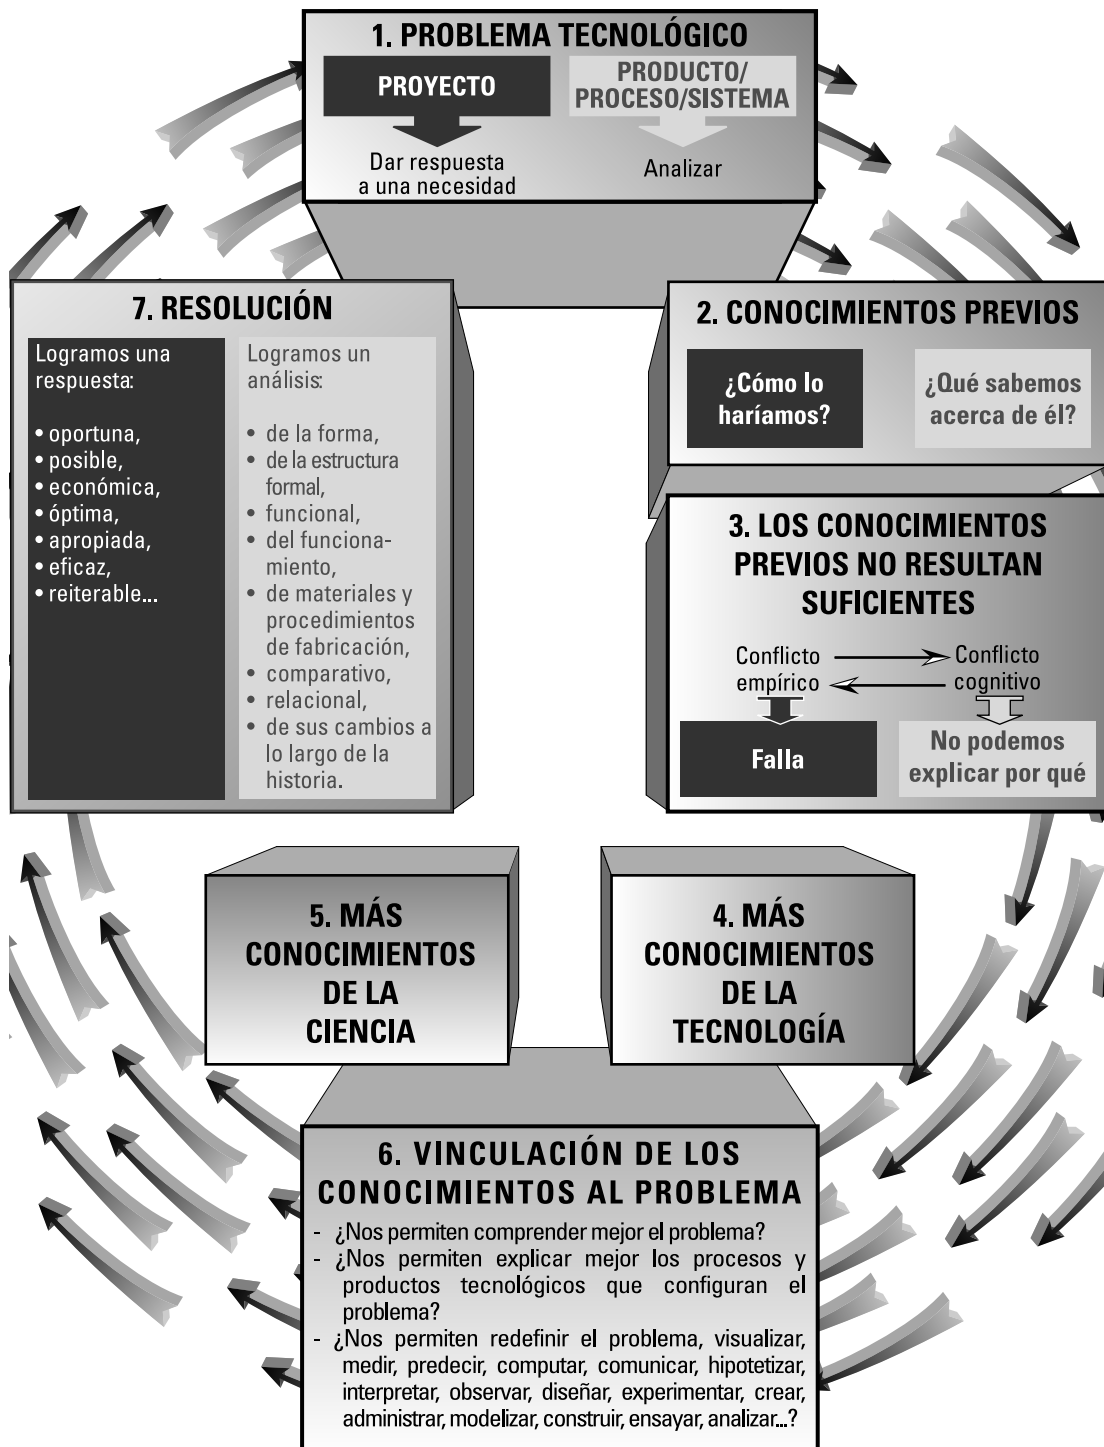 1. PROBLEMA TECNOLÓGICO
PROYECTO
PRODUCTO/
PROCESO/SISTEMA
Dar respuesta
a una necesidad
Analizar
2. CONOCIMIENTOS PREVIOS
¿Cómo lo
haríamos?
¿Qué sabemos
acerca de él?
3. LOS CONOCIMIENTOS
PREVIOS NO RESULTAN
SUFICIENTES
Conflicto
empírico
Conflicto
cognitivo
Falla
No podemos
explicar por qué
4. MÁS
CONOCIMIENTOS
DE LA
TECNOLOGÍA
5. MÁS
CONOCIMIENTOS
DE LA
CIENCIA
6. VINCULACIÓN DE LOS
CONOCIMIENTOS AL PROBLEMA
- ¿Nos permiten comprender mejor el problema?
- ¿Nos permiten explicar mejor los procesos y
productos tecnológicos que configuran el
problema?
- ¿Nos permiten redefinir el problema, visualizar,
medir, predecir, computar, comunicar, hipotetizar,
interpretar, observar, diseñar, experimentar, crear,
administrar, modelizar, construir, ensayar, analizar...?
7. RESOLUCIÓN
Logramos una
respuesta:
• oportuna,
• posible,
• económica,
• óptima,
• apropiada,
• eficaz,
• reiterable...
Logramos un
análisis:
• de la forma,
• de la estructura
formal,
• funcional,
• del funciona-
miento,
• de materiales y
procedimientos
de fabricación,
• comparativo,
• relacional,
• de sus cambios a
lo largo de la
historia.